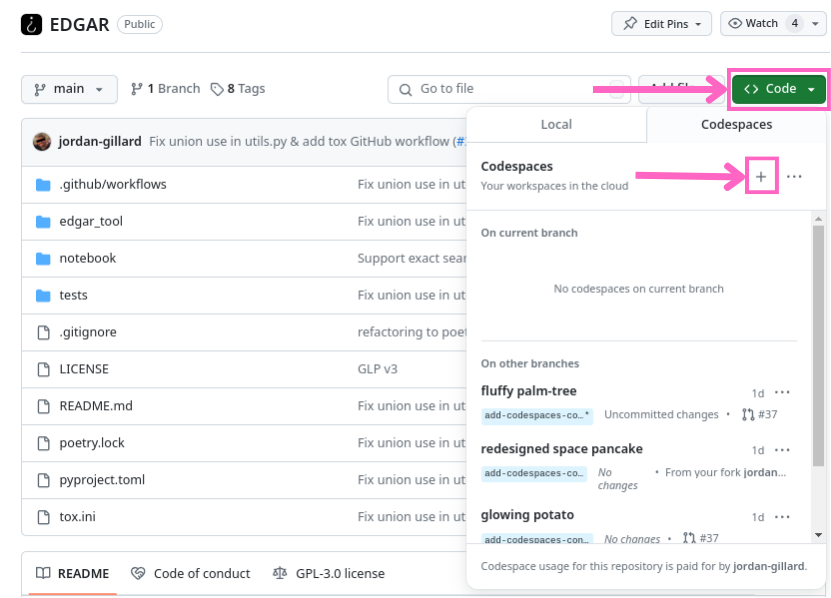 EDGAR Public
Edit Pins
Watch 4
main
1 Branch
8 Tags
Go to file
Code
Local
Codespaces
jordan-gillard Fix union use in utils.py & add tox GitHub workflow (#
Codespaces
Your workspaces in the cloud
.github/workflows Fix union use in ut
edgar_tool Fix union use in ut
notebook Support exact sear
tests Fix union use in ut
.gitignore refactoring to poet
LICENSE GLP v3
README.md Fix union use in ut
poetry.lock Fix union use in ut
pyproject.toml Fix union use in ut
tox.ini Fix union use in ut
On current branch
No codespaces on current branch
On other branches
fluffy palm-tree 1d
add-codespaces-co…* Uncommitted changes • #37
redesigned space pancake 1d
add-codespaces-co… No changes • From your fork jordan...
glowing potato 1d
add-codespaces-con… No changes • #37
Codespace usage for this repository is paid for by jordan-gillard.
README
Code of conduct
GPL-3.0 license